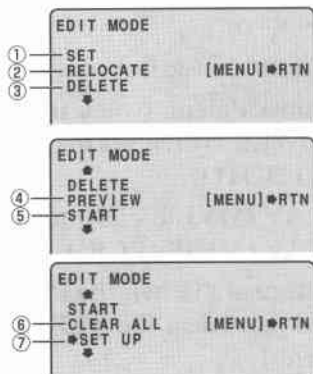 EDIT MODE
① SET
② RELOCATE [MENU]➡RTN
③ DELETE
EDIT MODE
DELETE
④ PREVIEW [MENU]➡RTN
⑤ START
EDIT MODE
START
⑥ CLEAR ALL [MENU]➡RTN
⑦ ➡SET UP